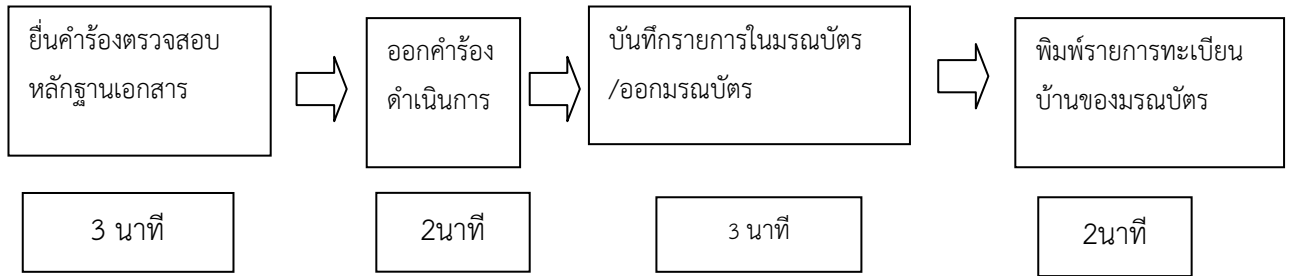 ยื่นคำร้องตรวจสอบ
หลักฐานเอกสาร
ออกคำร้อง
ดำเนินการ
บันทึกรายการในมรณบัตร
/ออกมรณบัตร
พิมพ์รายการทะเบียน
บ้านของมรณบัตร
3 นาที
2นาที
3 นาที
2นาที